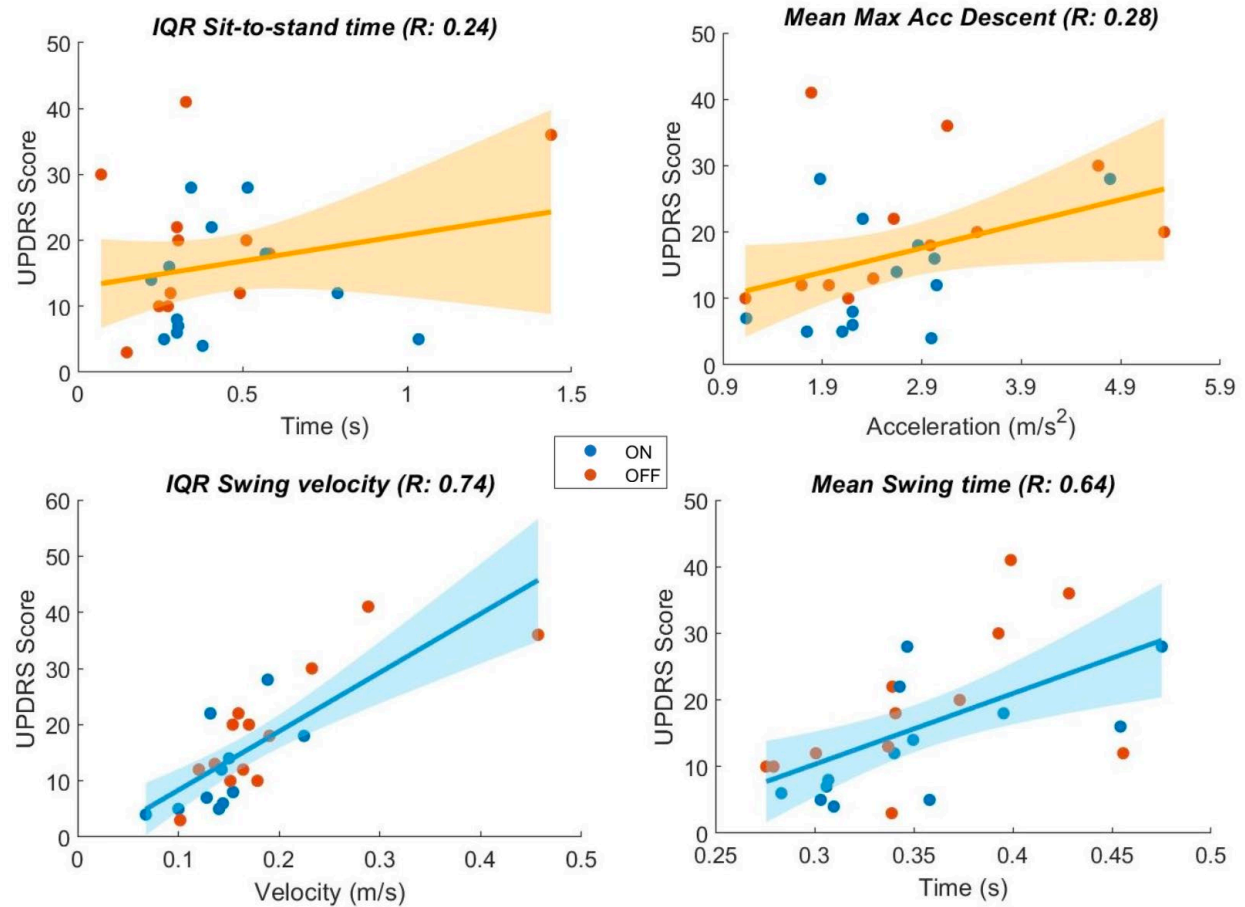 IQR Sit-to-stand time (R: 0.24)
50
40
30
20
10
0
UPDRS Score
0 0.5 1 1.5
Time (s)
Mean Max Acc Descent (R: 0.28)
50
40
30
20
10
0
UPDRS Score
0.9 1.9 2.9 3.9 4.9 5.9
Acceleration (m/s²)
ON
OFF
IQR Swing velocity (R: 0.74)
60
50
40
30
20
10
0
UPDRS Score
0 0.1 0.2 0.3 0.4 0.5
Velocity (m/s)
Mean Swing time (R: 0.64)
50
40
30
20
10
0
UPDRS Score
0.25 0.3 0.35 0.4 0.45 0.5
Time (s)